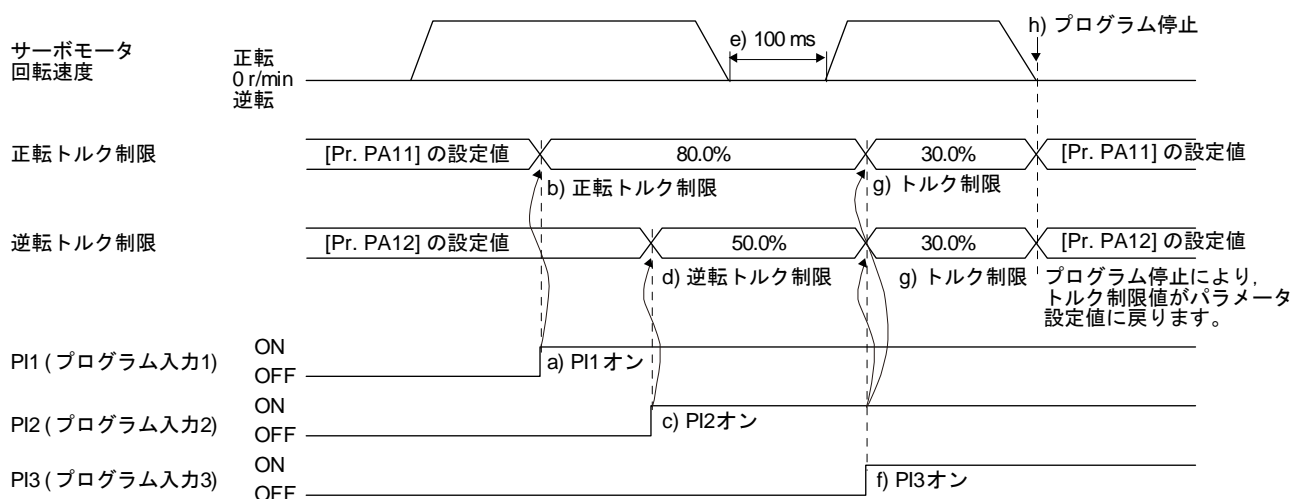 h) プログラム停止
サーボモータ
回転速度
正転
0 r/min
逆転
e) 100 ms
正転トルク制限
[Pr. PA11] の設定値
80.0%
30.0%
[Pr. PA11] の設定値
b) 正転トルク制限
g) トルク制限
逆転トルク制限
[Pr. PA12] の設定値
50.0%
30.0%
[Pr. PA12] の設定値
d) 逆転トルク制限
g) トルク制限
プログラム停止により,
トルク制限値がパラメータ
設定値に戻ります。
PI1 (プログラム入力1)
ON
OFF
a) PI1オン
PI2 (プログラム入力2)
ON
OFF
c) PI2オン
PI3 (プログラム入力3)
ON
OFF
f) PI3オン